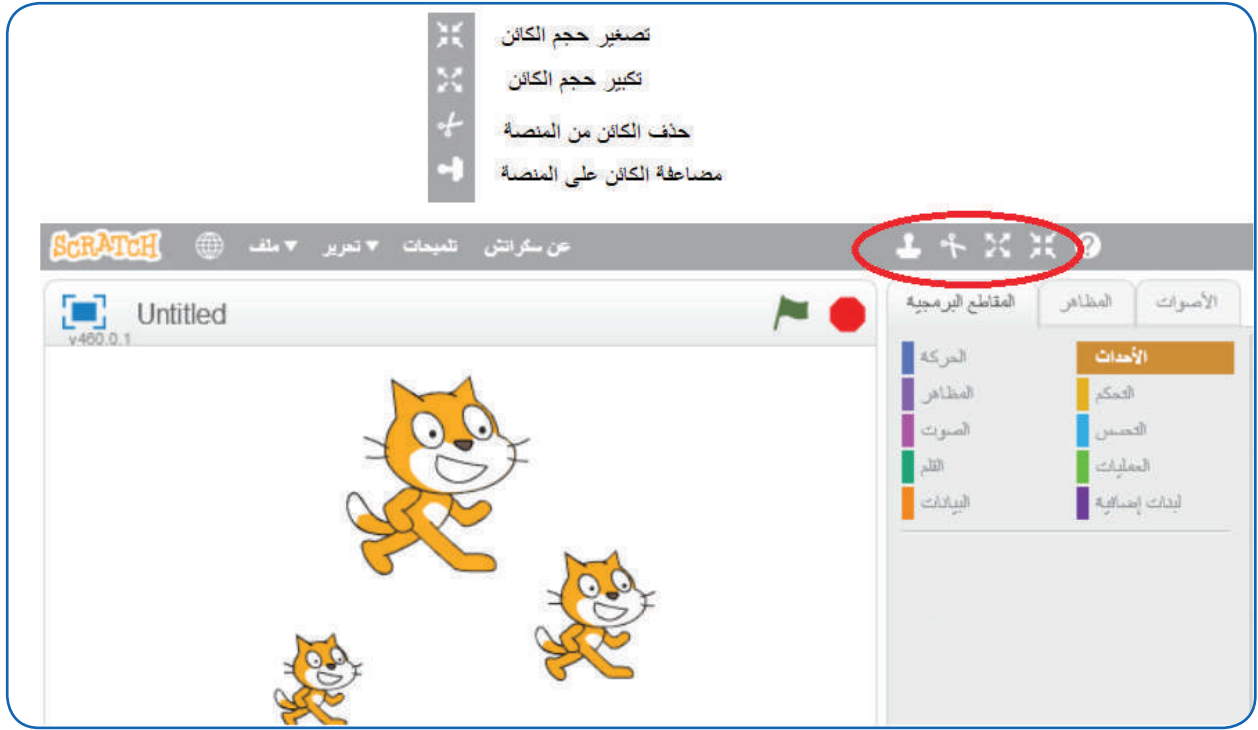 تصغير حجم الكائن
تكبير حجم الكائن
حذف الكائن من المنصة
مضاعفة الكائن على المنصة
SCRATCH ملف ▼ تحرير ▼ تلميحات عن سكراتش ?
Untitled
v460.0.1
المقاطع البرمجية المظاهر الأصوات
الحركة الأحداث
المظاهر التحكم
الصوت التحسس
القلم العمليات
البيانات لبنات إضافية